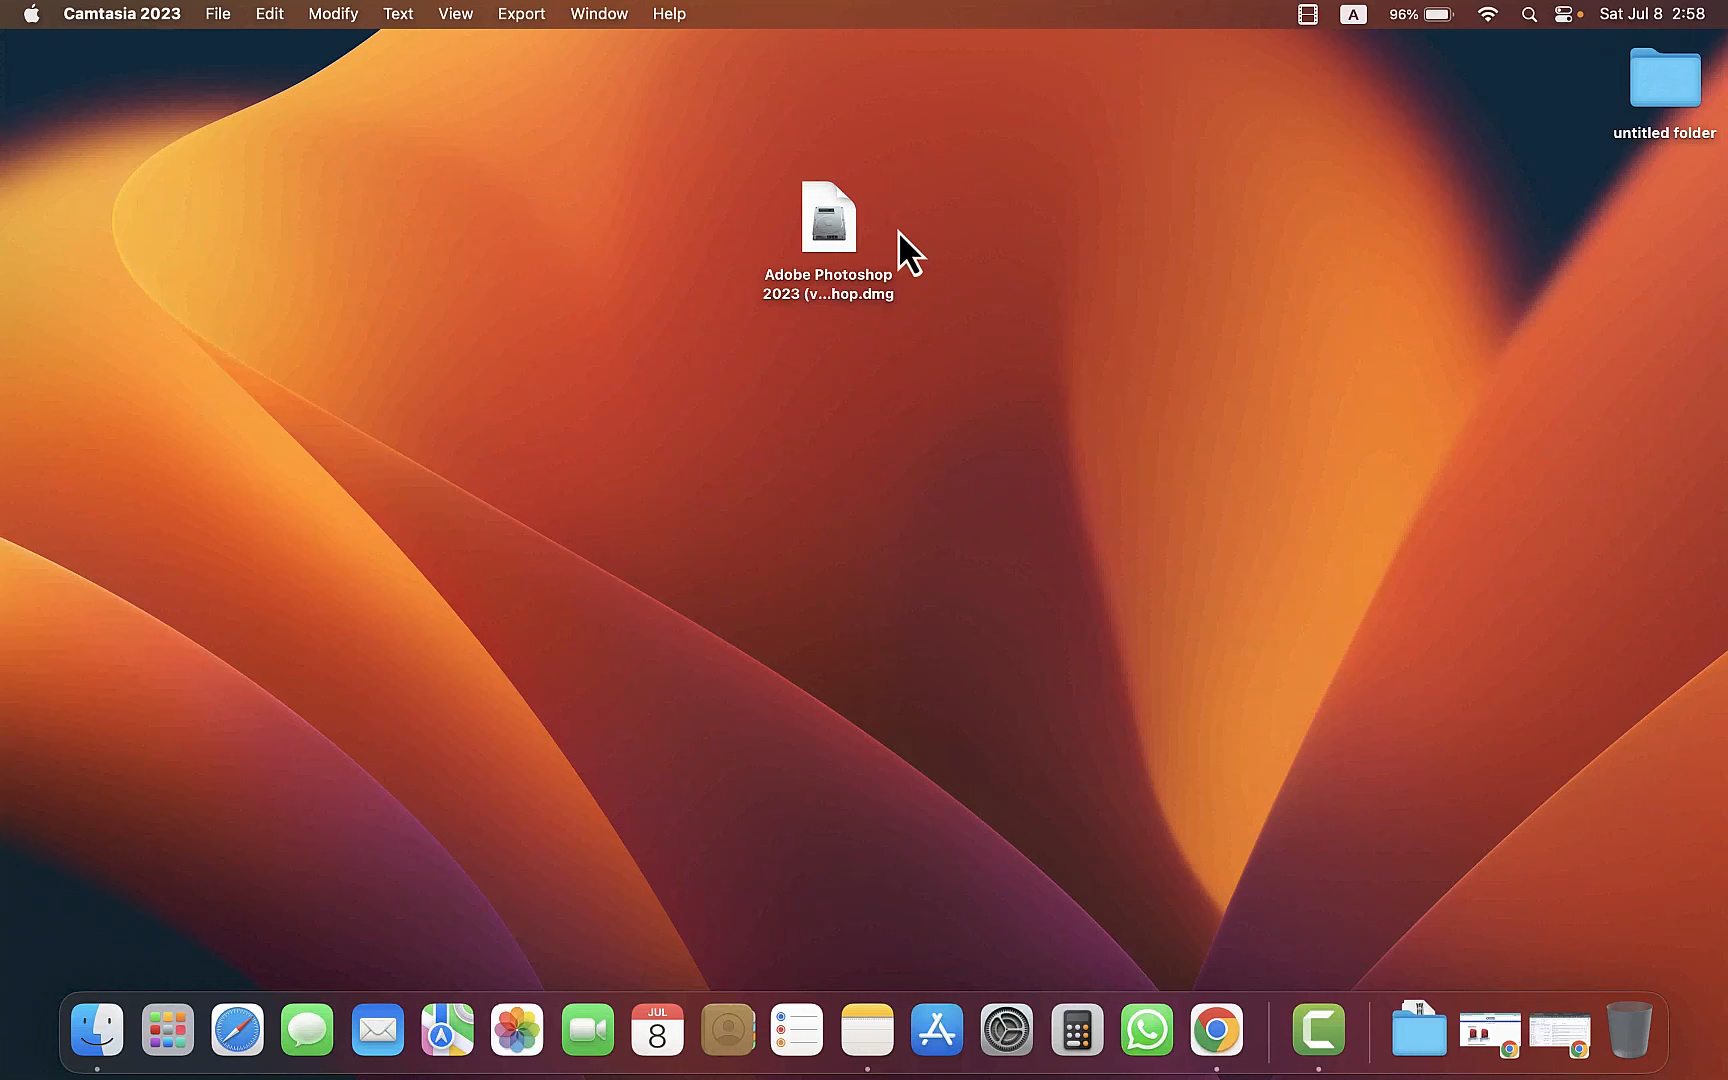 Camtasia 2023 File Edit Modify Text View Export Window Help A 96% Sat Jul 8 2:58
untitled folder
Adobe Photoshop
2023 (v...hop.dmg
JUL
8